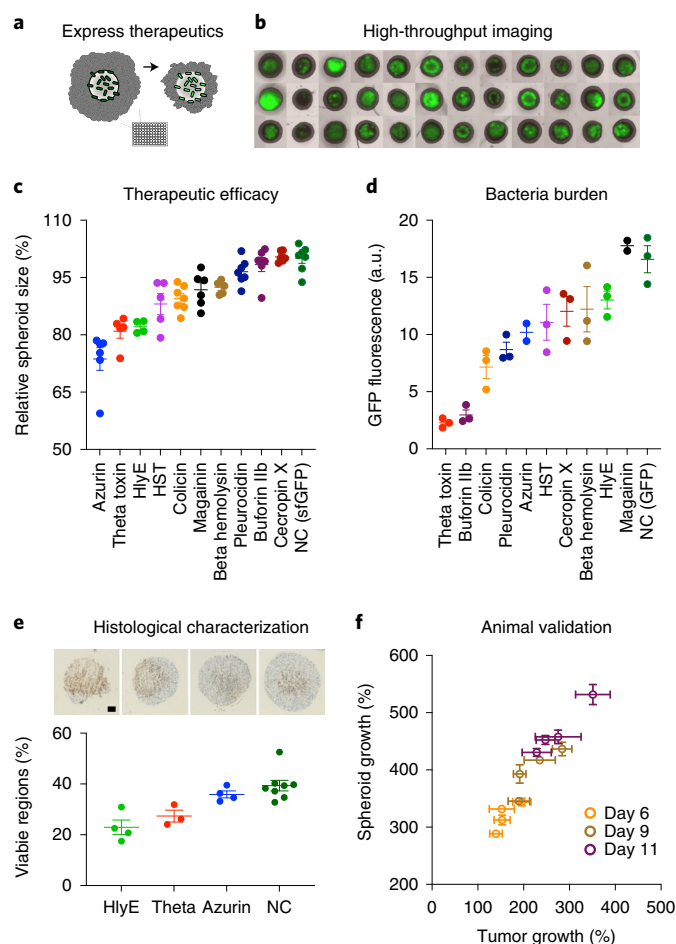 a
Express therapeutics
b
High-throughput imaging
c
Therapeutic efficacy
Relative spheroid size (%)
110
95
80
65
50
Azurin
Theta toxin
HlyE
HST
Colicin
Magainin
Beta hemolysin
Pleurocidin
Buforin IIb
Cecropin X
NC (sfGFP)
d
Bacteria burden
GFP fluorescence (a.u.)
20
15
10
5
0
Theta toxin
Buforin IIb
Colicin
Pleurocidin
Azurin
HST
Cecropin X
Beta hemolysin
HlyE
Magainin
NC (GFP)
e
Histological characterization
Viabie regions (%)
60
40
20
0
HlyE
Theta
Azurin
NC
f
Animal validation
Spheroid growth (%)
600
500
400
300
200
Day 6
Day 9
Day 11
0
100
200
300
400
500
Tumor growth (%)